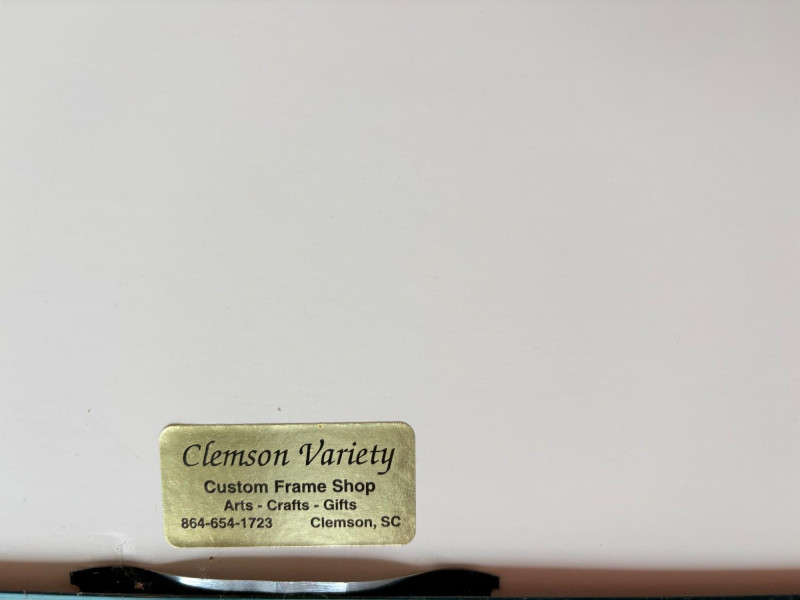 Clemson Variety
Custom Frame Shop
Arts - Crafts - Gifts
864-654-1723 Clemson, SC